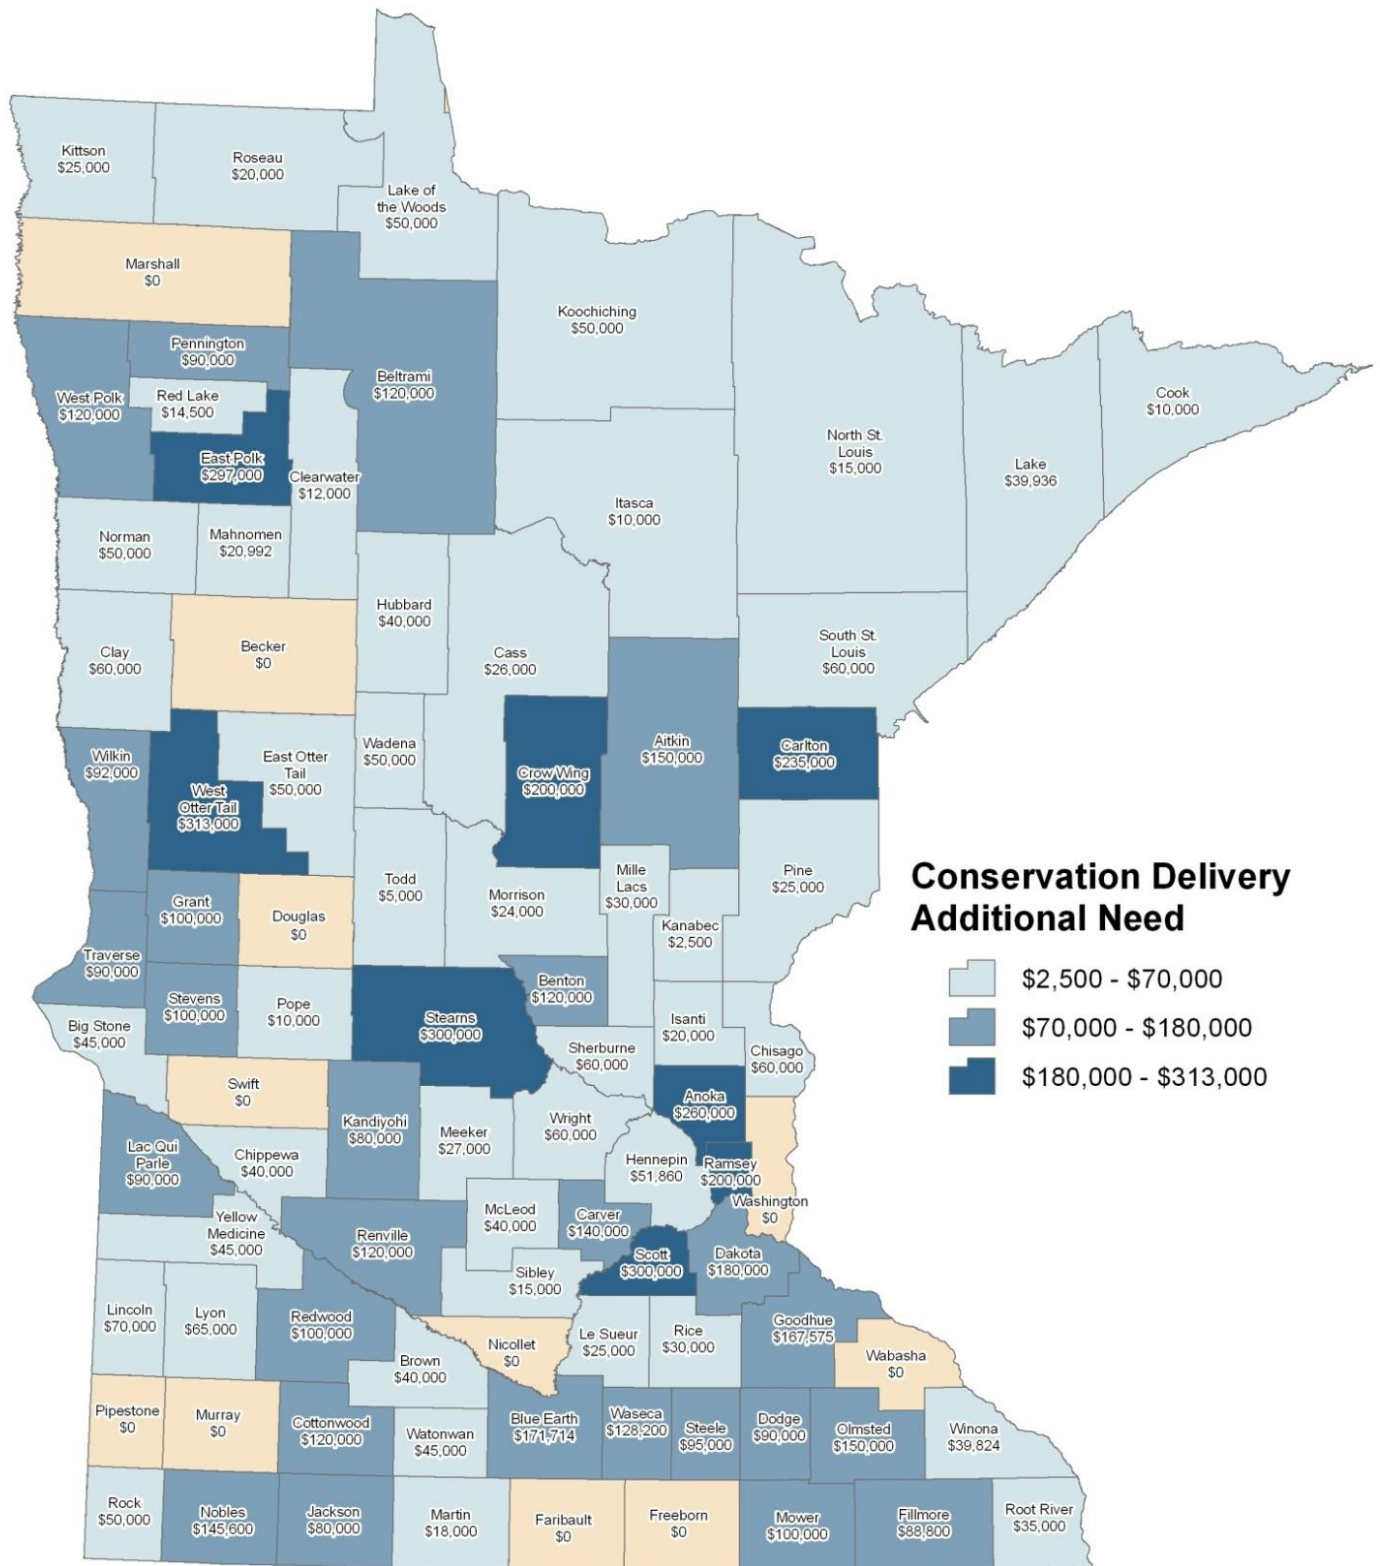 Kittson
$25,000
Roseau
$20,000
Lake of
the Woods
$50,000
Marshall
$0
Koochiching
$50,000
Pennington
$90,000
Beltrami
$120,000
West Polk
$120,000
Red Lake
$14,500
Cook
$10,000
East Polk
$297,000
Clearwater
$12,000
North St.
Louis
$15,000
Lake
$39,936
Itasca
$10,000
Norman
$50,000
Mahnomen
$20,992
Hubbard
$40,000
Clay
$60,000
Becker
$0
Cass
$26,000
South St.
Louis
$60,000
Wilkin
$92,000
East Otter
Tail
$50,000
Wadena
$50,000
Aitkin
$150,000
Carlton
$235,000
Crow Wing
$200,000
West
Otter Tail
$313,000
Todd
$5,000
Morrison
$24,000
Mille
Lacs
$30,000
Pine
$25,000
Grant
$100,000
Douglas
$0
Kanabec
$2,500
Traverse
$90,000
Stevens
$100,000
Pope
$10,000
Benton
$120,000
Stearns
$300,000
Big Stone
$45,000
Isanti
$20,000
Sherburne
$60,000
Chisago
$60,000
Conservation Delivery
Additional Need
$2,500 - $70,000
$70,000 - $180,000
$180,000 - $313,000
Swift
$0
Anoka
$260,000
Kandiyohi
$80,000
Meeker
$27,000
Wright
$60,000
Lac Qui
Parle
$90,000
Chippewa
$40,000
Hennepin
$51,860
Ramsey
$200,000
Washington
$0
Yellow
Medicine
$45,000
Renville
$120,000
McLeod
$40,000
Carver
$140,000
Scott
$300,000
Dakota
$180,000
Sibley
$15,000
Lincoln
$70,000
Lyon
$65,000
Redwood
$100,000
Nicollet
$0
Le Sueur
$25,000
Rice
$30,000
Goodhue
$167,575
Wabasha
$0
Brown
$40,000
Pipestone
$0
Murray
$0
Cottonwood
$120,000
Watonwan
$45,000
Blue Earth
$171,714
Waseca
$128,200
Steele
$95,000
Dodge
$90,000
Olmsted
$150,000
Winona
$39,824
Rock
$50,000
Nobles
$145,600
Jackson
$80,000
Martin
$18,000
Faribault
$0
Freeborn
$0
Mower
$100,000
Fillmore
$88,800
Root River
$35,000